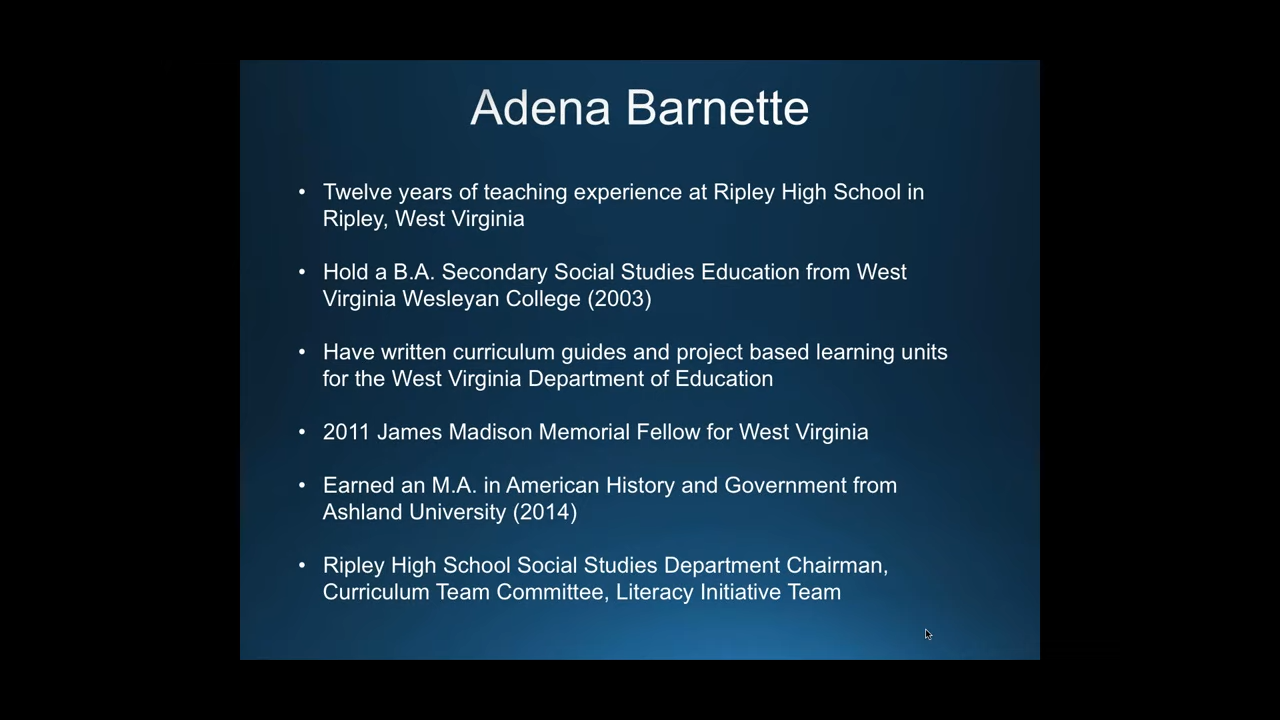 Adena Barnette
• Twelve years of teaching experience at Ripley High School in
Ripley, West Virginia
• Hold a B.A. Secondary Social Studies Education from West
Virginia Wesleyan College (2003)
• Have written curriculum guides and project based learning units
for the West Virginia Department of Education
• 2011 James Madison Memorial Fellow for West Virginia
• Earned an M.A. in American History and Government from
Ashland University (2014)
• Ripley High School Social Studies Department Chairman,
Curriculum Team Committee, Literacy Initiative Team